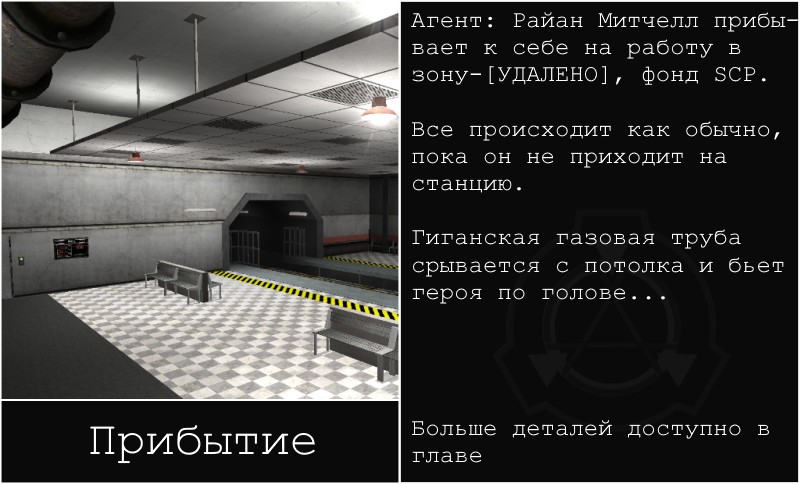 Агент: Райан Митчелл прибы-
вает к себе на работу в
зону-[УДАЛЕНО], фонд SCP.
Все происходит как обычно,
пока он не приходит на
станцию.
Гиганская газовая труба
срывается с потолка и бьет
героя по голове...
Больше деталей доступно в
главе
Прибытие